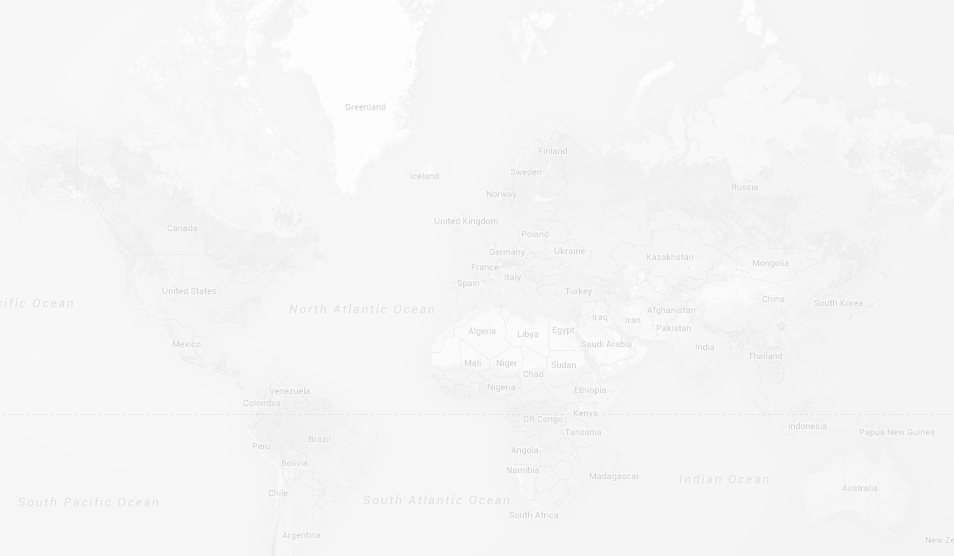 Greenland
Finland
Sweden
Iceland
Russia
Norway
United Kingdom
Canada
Poland
Ukraine
Germany
Kazakhstan
Mongolia
France
Italy
Spain
United States
Turkey
China
cific Ocean
North Atlantic Ocean
South Korea ...
Afghanistan
Iraq
Iran
Pakistan
Algeria
Libya
Egypt
Mexico
Saudi Arabia
India
Thailand
Mali
Niger
Sudan
Chad
Nigeria
Ethiopia
Venezuela
Colombia
Kenya
DR Congo
Indonesia
Tanzania
Papua New Guinea
Peru
Brazil
Angola
Bolivia
Namibia
Madagascar
Indian Ocean
Australia
Chile
South Pacific Ocean
South Atlantic Ocean
South Africa
Argentina
New Ze